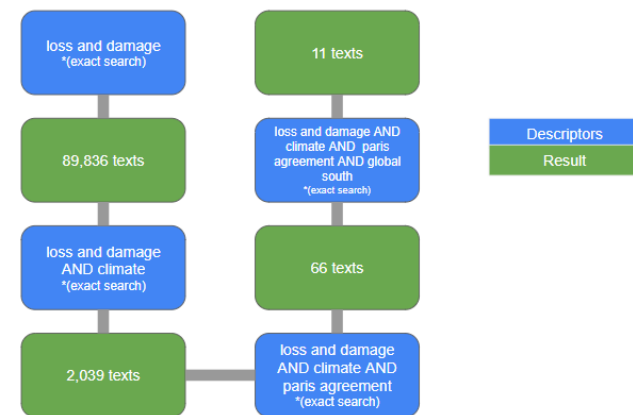 loss and damage
*(exact search)
89,836 texts
loss and damage
AND climate
*(exact search)
2,039 texts
loss and damage
AND climate AND
paris agreement
*(exact search)
66 texts
loss and damage AND
climate AND  paris
agreement AND global
south
*(exact search)
11 texts
Descriptors
Result